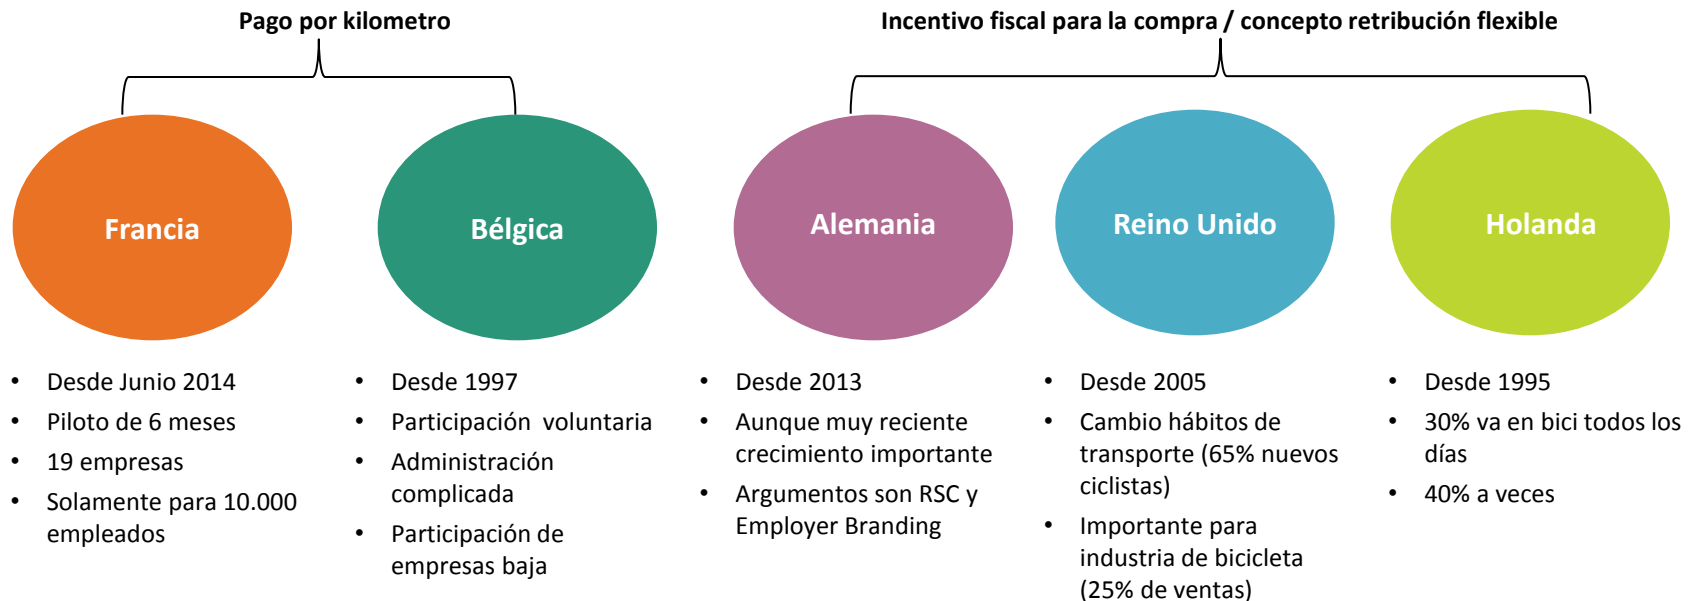 Pago por kilometro
Incentivo fiscal para la compra / concepto retribución flexible
Francia
Bélgica
Alemania
Reino Unido
Holanda
• Desde Junio 2014
• Piloto de 6 meses
• 19 empresas
• Solamente para 10.000
empleados
• Desde 1997
• Participación voluntaria
• Administración
complicada
• Participación de
empresas baja
• Desde 2013
• Aunque muy reciente
crecimiento importante
• Argumentos son RSC y
Employer Branding
• Desde 2005
• Cambio hábitos de
transporte (65% nuevos
ciclistas)
• Importante para
industria de bicicleta
(25% de ventas)
• Desde 1995
• 30% va en bici todos los
días
• 40% a veces